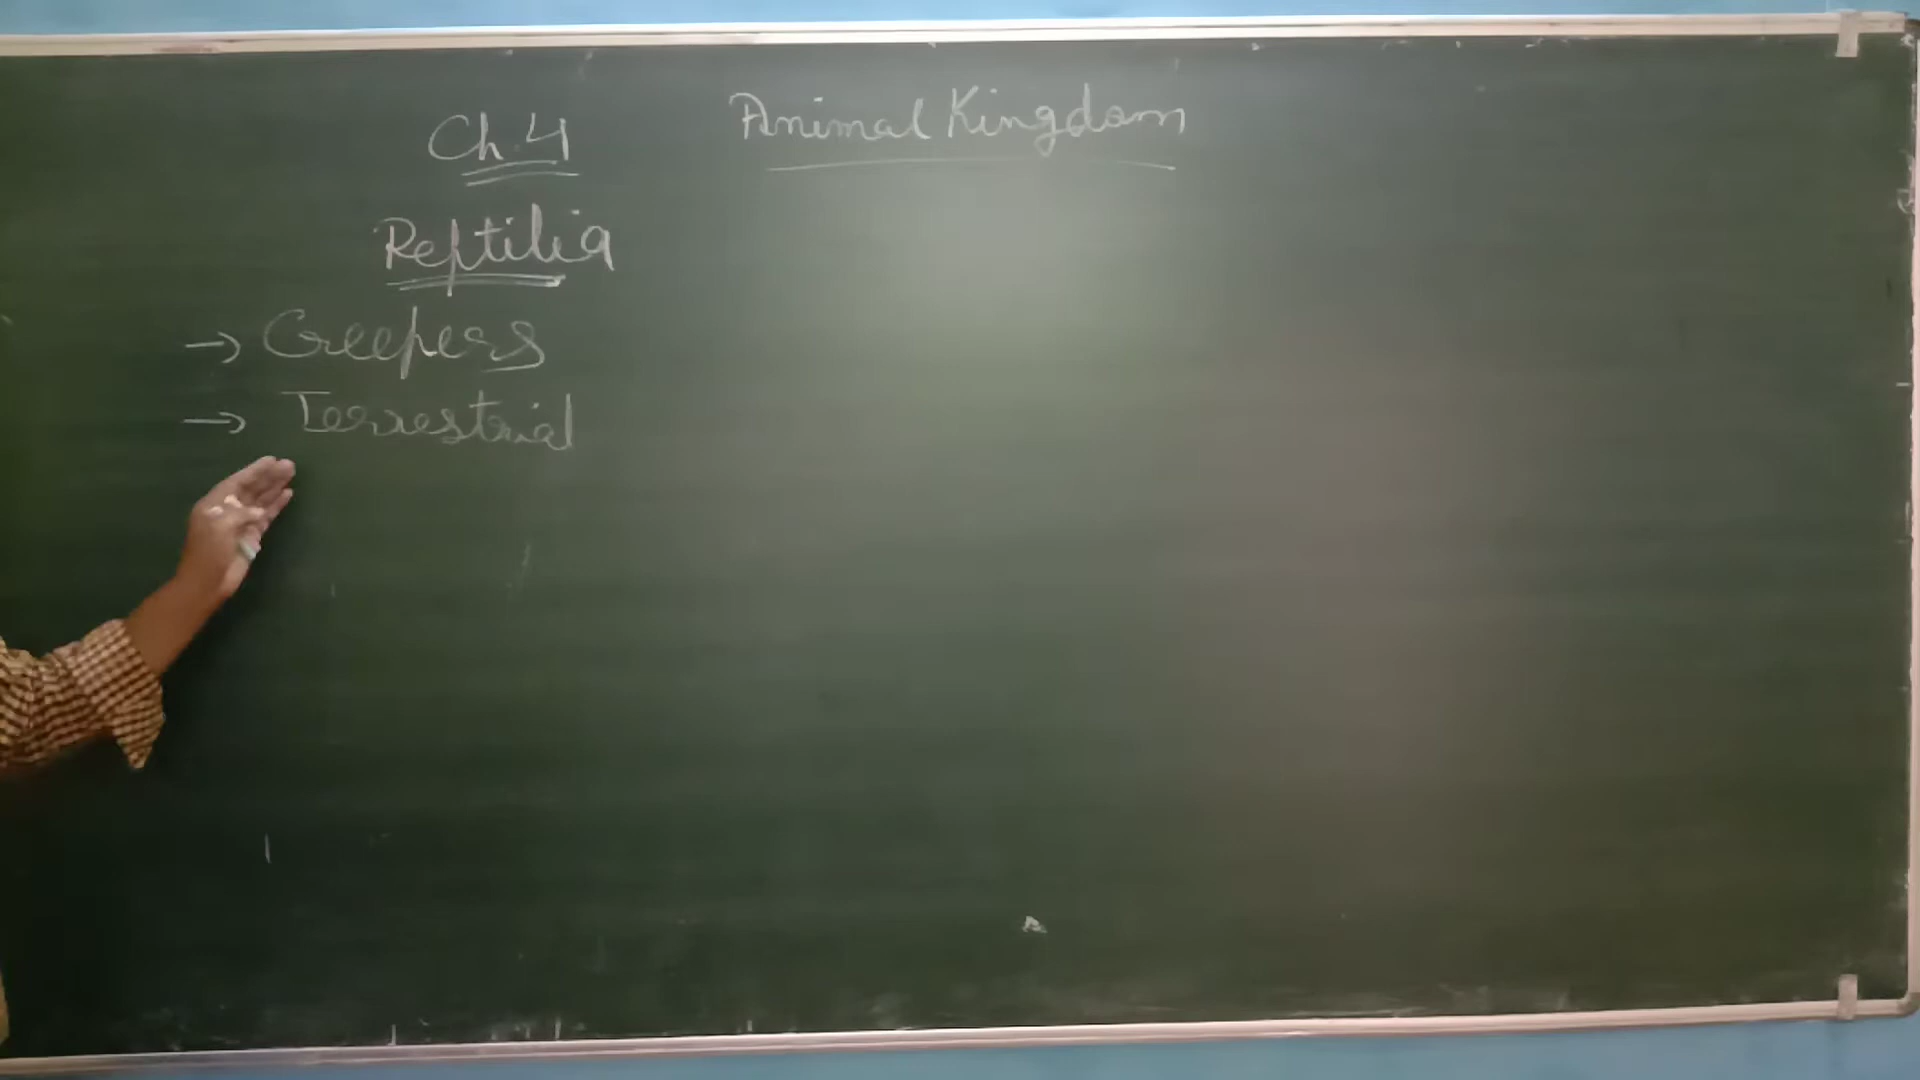 Ch.4 Animal Kingdom
Reptilia
→ Creepers
→ Terrestrial